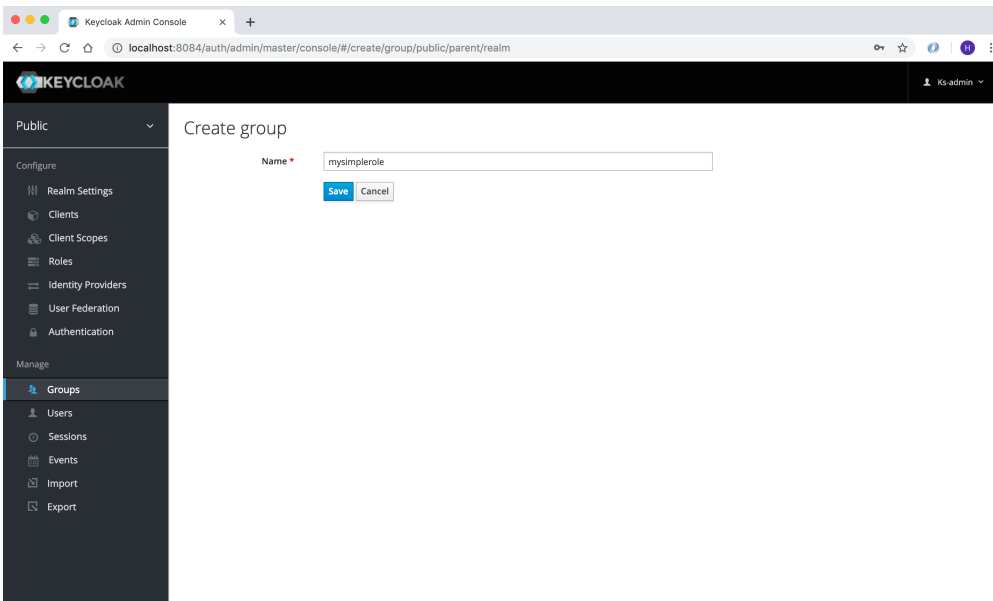 Keycloak Admin Console
localhost:8084/auth/admin/master/console/#/create/group/public/parent/realm
H
KEYCLOAK
Ks-admin
Public
Create group
Name *
mysimplerole
Save Cancel
Configure
Realm Settings
Clients
Client Scopes
Roles
Identity Providers
User Federation
Authentication
Manage
Groups
Users
Sessions
Events
Import
Export